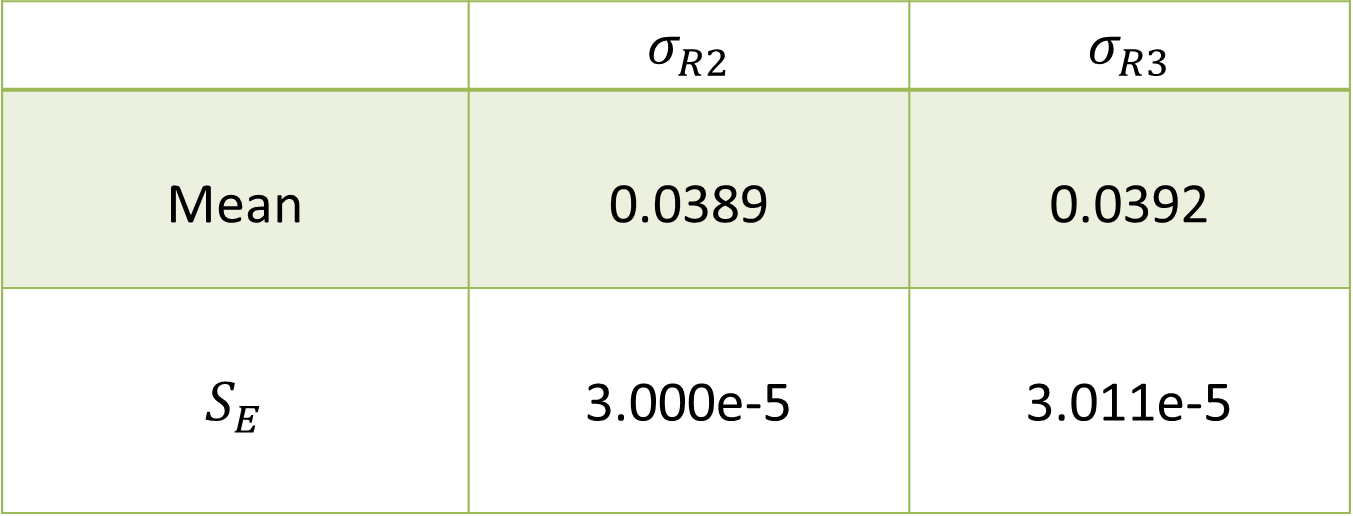 σ_R2 σ_R3
Mean 0.0389 0.0392
S_E 3.000e-5 3.011e-5